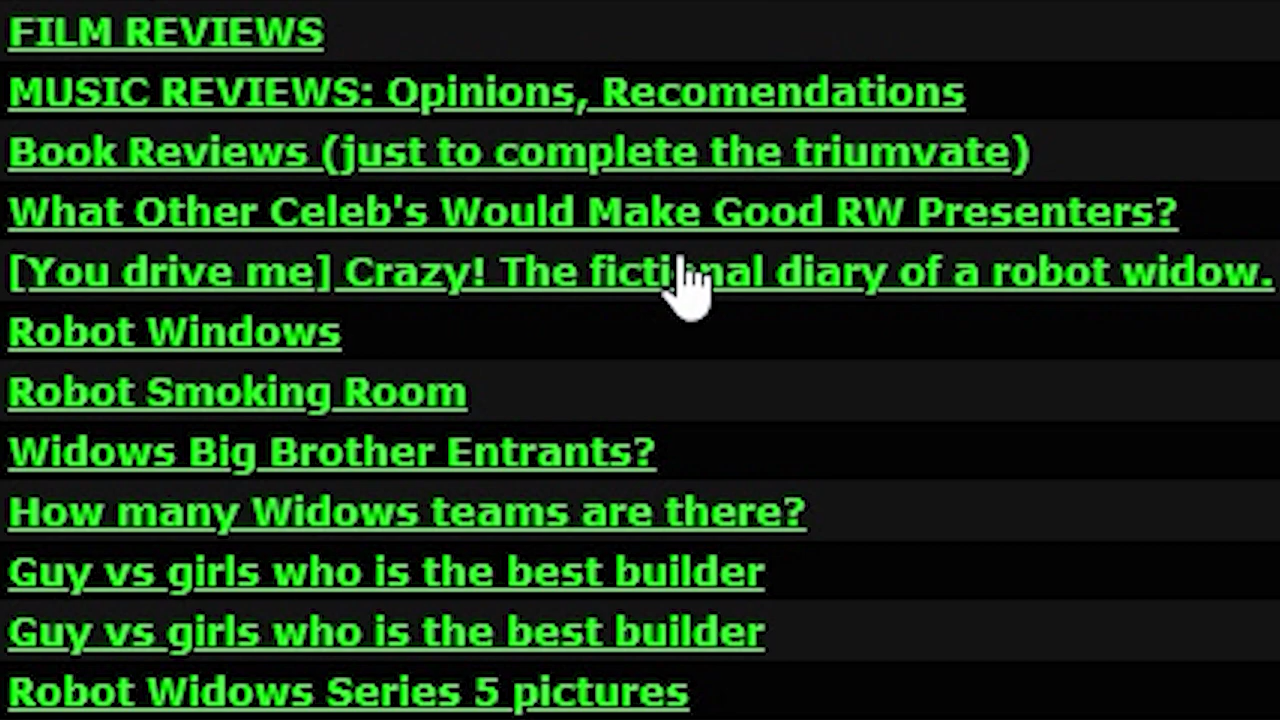 FILM REVIEWS
MUSIC REVIEWS: Opinions, Recomendations
Book Reviews (just to complete the triumvate)
What Other Celeb's Would Make Good RW Presenters?
[You drive me] Crazy! The fictional diary of a robot widow.
Robot Windows
Robot Smoking Room
Widows Big Brother Entrants?
How many Widows teams are there?
Guy vs girls who is the best builder
Guy vs girls who is the best builder
Robot Widows Series 5 pictures